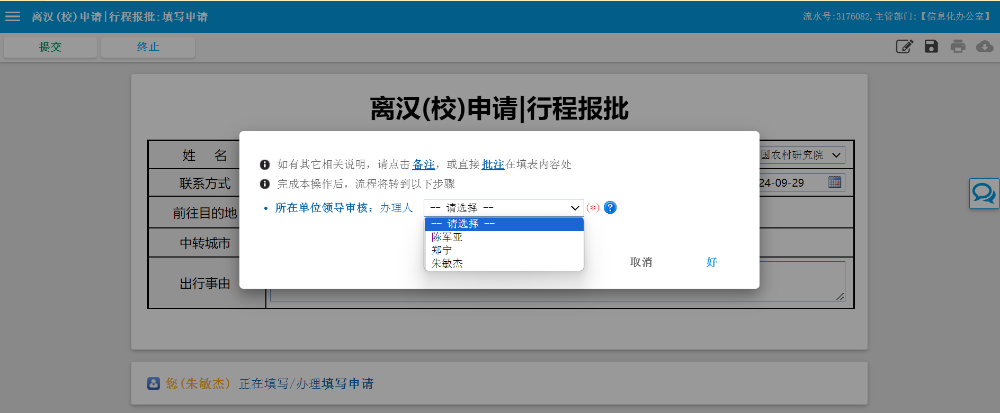 离汉(校)申请|行程报批:填写申请
流水号:3176082,主管部门:【信息化办公室】
提交
终止
离汉(校)申请|行程报批
姓 名
国农村研究院
联系方式
24-09-29
前往目的地
中转城市
出行事由
如有其它相关说明，请点击备注，或直接批注在填表内容处
完成本操作后，流程将转到以下步骤
所在单位领导审核：办理人 -- 请选择 -- (*)
-- 请选择 --
陈军亚
郑宁
朱敏杰
取消
好
您(朱敏杰) 正在填写/办理填写申请